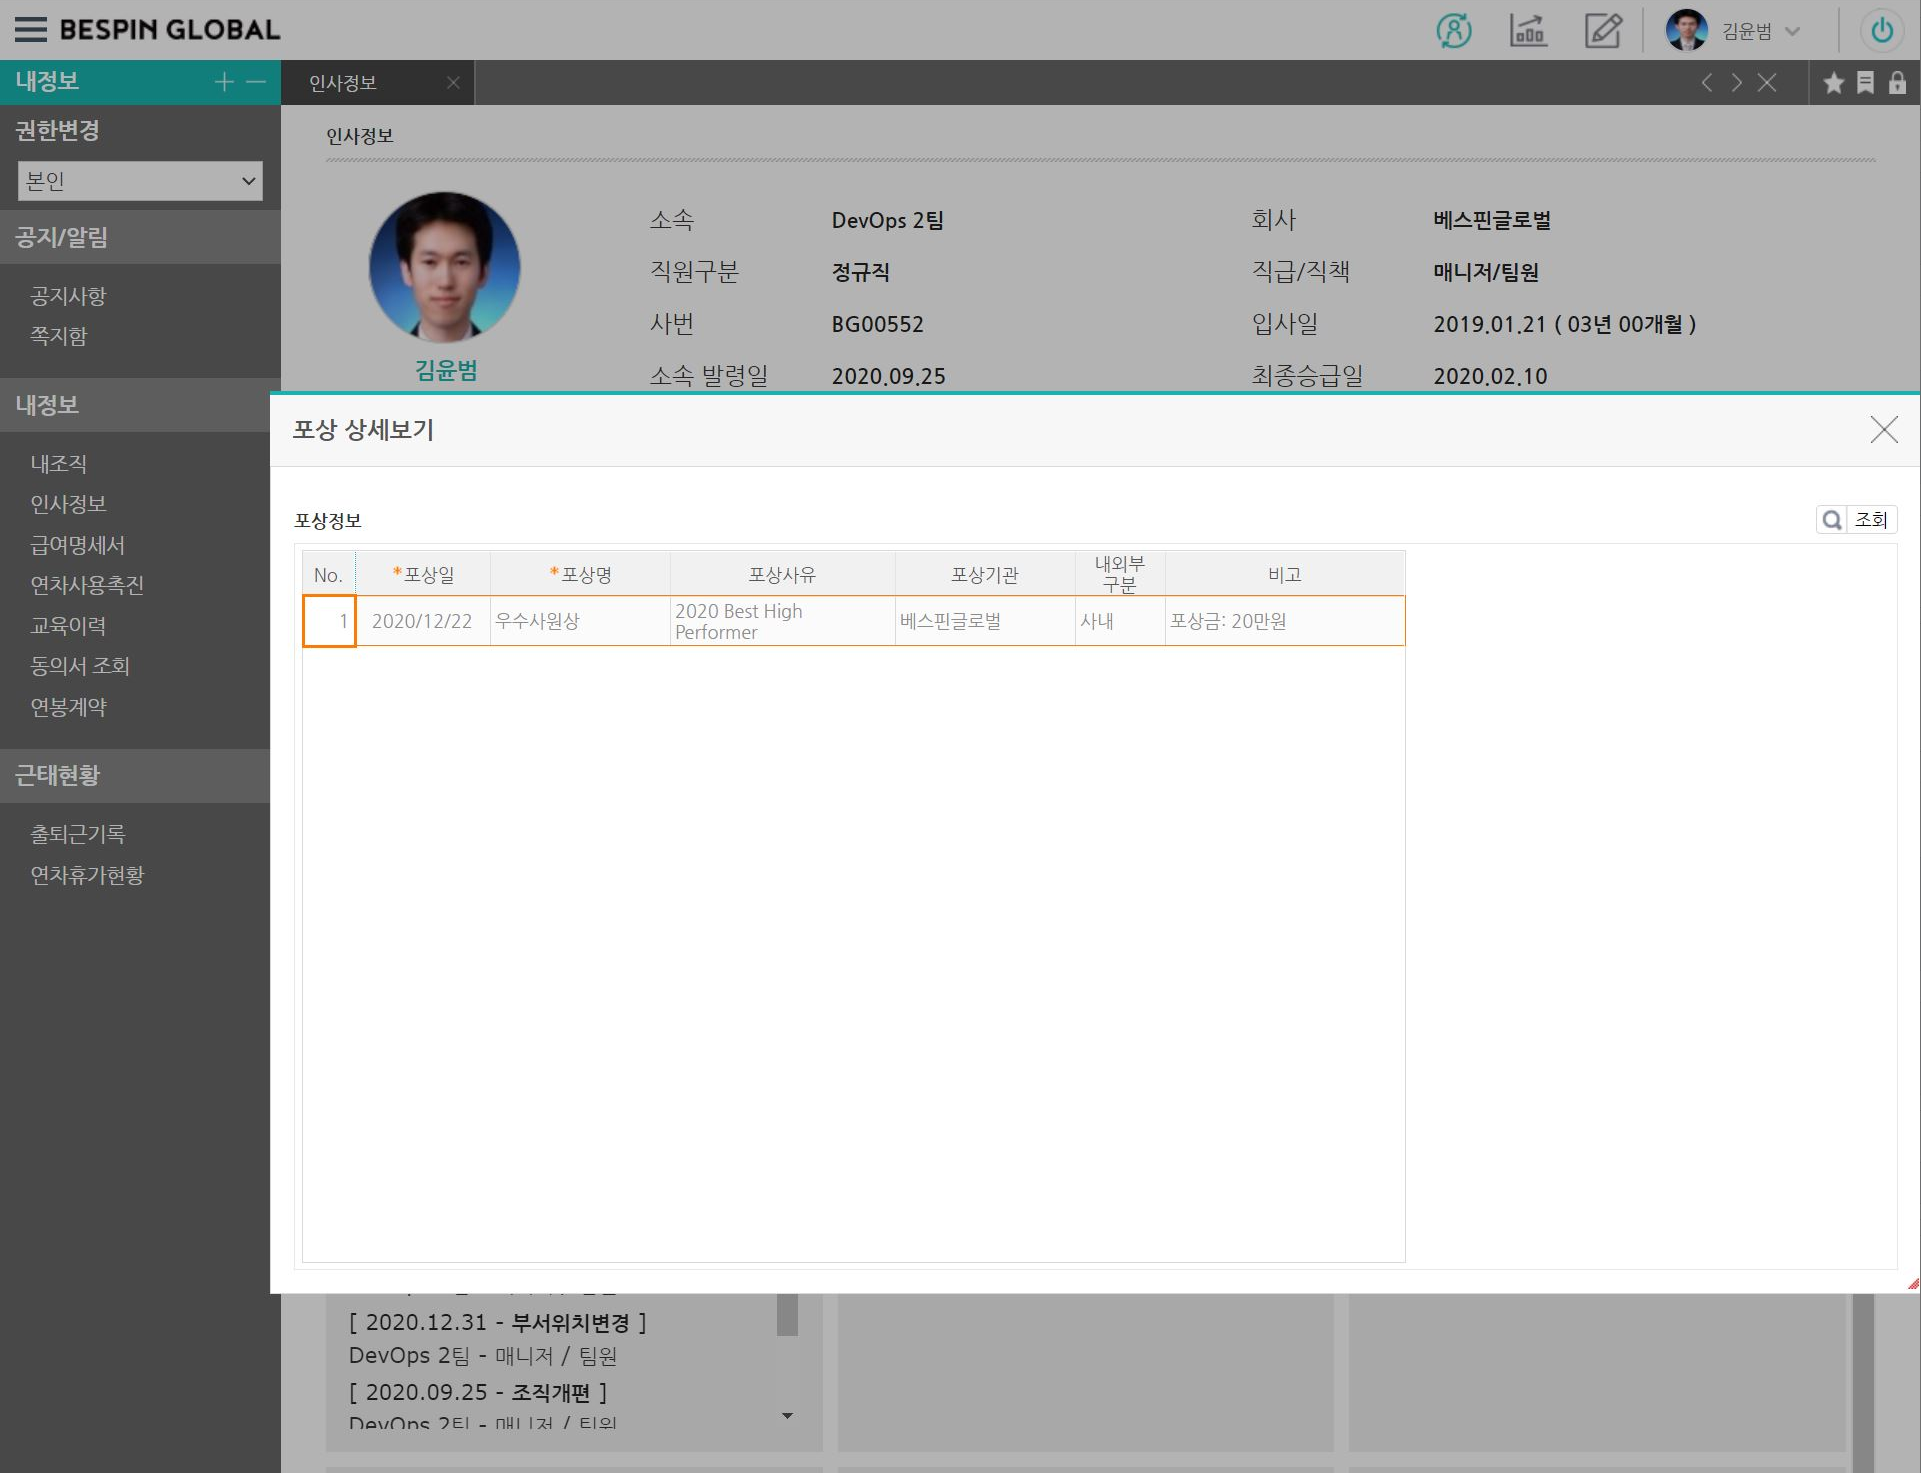 BESPIN GLOBAL
김윤범
내정보
인사정보
권한변경
본인
공지/알림
공지사항
쪽지함
내정보
내조직
인사정보
급여명세서
연차사용촉진
교육이력
동의서 조회
연봉계약
근태현황
출퇴근기록
연차휴가현황
인사정보
김윤범
소속 DevOps 2팀 회사 베스핀글로벌
직원구분 정규직 직급/직책 매니저/팀원
사번 BG00552 입사일 2019.01.21 ( 03년 00개월 )
소속 발령일 2020.09.25 최종승급일 2020.02.10
포상 상세보기
포상정보
조회
No. *포상일 *포상명 포상사유 포상기관 내외부 구분 비고
1 2020/12/22 우수사원상 2020 Best High Performer 베스핀글로벌 사내 포상금: 20만원
[ 2020.12.31 - 부서위치변경 ]
DevOps 2팀 - 매니저 / 팀원
[ 2020.09.25 - 조직개편 ]
DevOps 2팀 - 매니저 / 팀원